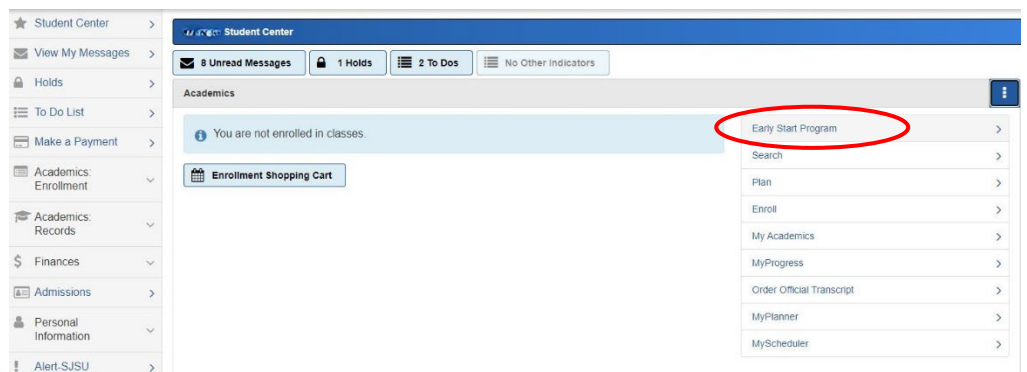 Student Center
View My Messages
Holds
To Do List
Make a Payment
Academics:
Enrollment
Academics:
Records
Finances
Admissions
Personal
Information
Alert-SJSU
Student Center
8 Unread Messages
1 Holds
2 To Dos
No Other Indicators
Academics
You are not enrolled in classes.
Enrollment Shopping Cart
Early Start Program
Search
Plan
Enroll
My Academics
MyProgress
Order Official Transcript
MyPlanner
MyScheduler